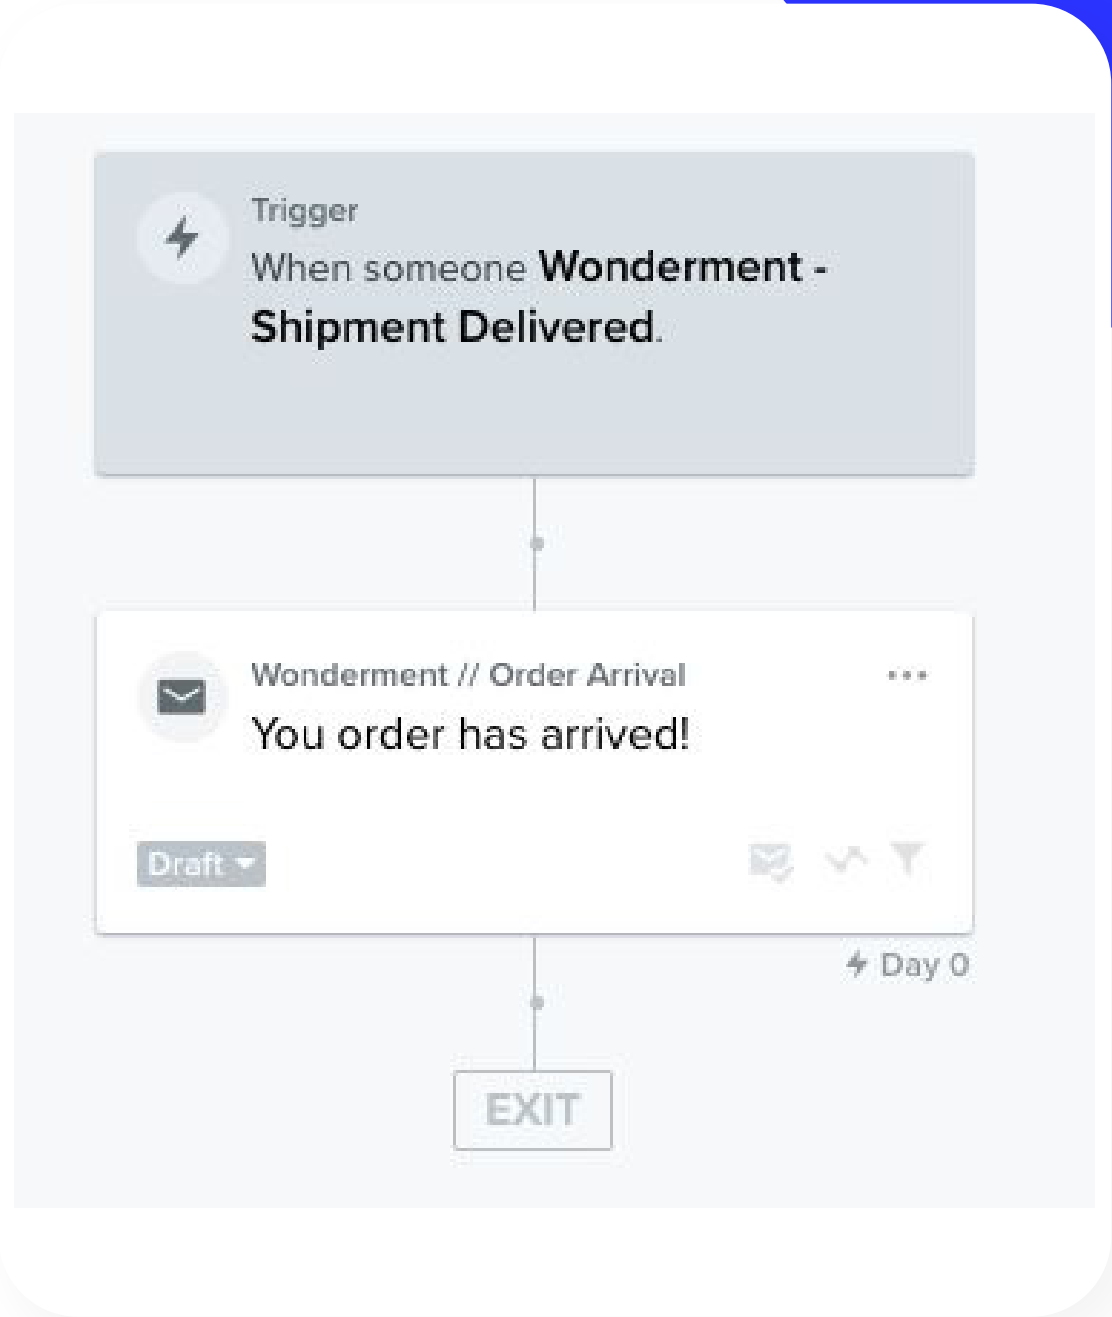 Trigger
When someone Wonderment -
Shipment Delivered.
Wonderment // Order Arrival
You order has arrived!
Draft
Day 0
EXIT